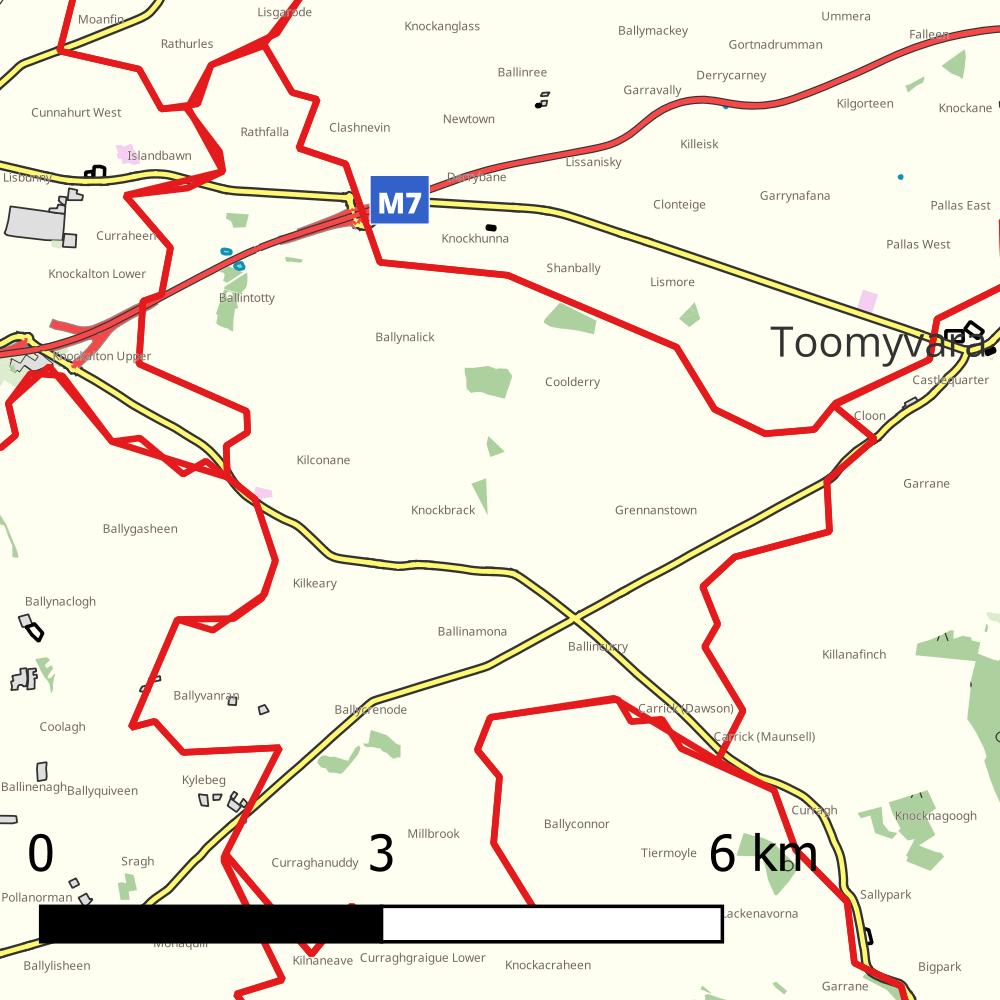 Lisgarode
Moanfin
Ummera
Knockanglass
Ballymackey
Falleen
Rathurles
Gortnadrumman
Ballinree
Derrycarney
Garravally
Kilgorteen
Knockane
Cunnahurt West
Newtown
Clashnevin
Rathfalla
Killeisk
Islandbawn
Lissanisky
Lisbunny
Derrybane
Garrynafana
M7
Clonteige
Pallas East
Curraheen
Knockhunna
Pallas West
Knockalton Lower
Shanbally
Lismore
Ballintotty
Ballynalick
Toomyvara
Knockalton Upper
Coolderry
Castlequarter
Cloon
Kilconane
Garrane
Knockbrack
Grennanstown
Ballygasheen
Kilkeary
Ballynaclogh
Ballinamona
Ballincurry
Killanafinch
Ballyvanran
Ballycrenode
Carrick (Dawson)
Coolagh
Carrick (Maunsell)
Kylebeg
Ballinenagh
Ballyquiveen
Curragh
Knocknagoogh
Ballyconnor
Millbrook
0 3 6 km
Tiermoyle
Sragh
Curraghanuddy
Sallypark
Pollanorman
Lackenavorna
Monaquill
Curraghgraigue Lower
Kilnaneave
Ballylisheen
Knockacraheen
Bigpark
Garrane